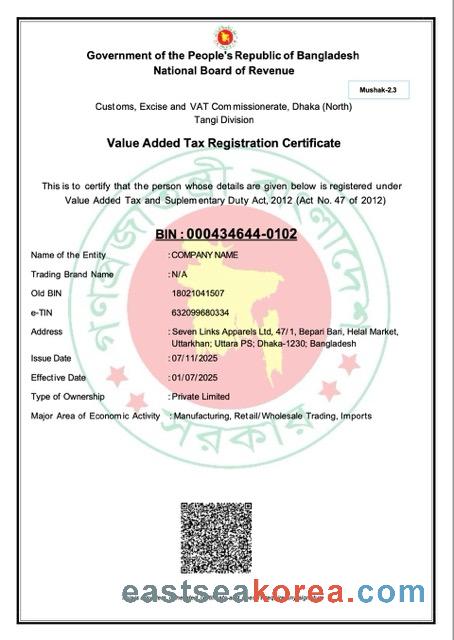 Government of the People's Republic of Bangladesh
National Board of Revenue
Mushak-2.3
Customs, Excise and VAT Commissionerate, Dhaka (North)
Tangi Division
Value Added Tax Registration Certificate
This is to certify that the person whose details are given below is registered under
Value Added Tax and Suplementary Duty Act, 2012 (Act No. 47 of 2012)
BIN : 000434644-0102
Name of the Entity : COMPANY NAME
Trading Brand Name : N/A
Old BIN 18021041507
e-TIN 632099680334
Address : Seven Links Apparels Ltd, 47/1, Bepari Bari, Helal Market,
Uttarkhan; Uttara PS; Dhaka-1230; Bangladesh
Issue Date : 07/11/2025
Effective Date : 01/07/2025
Type of Ownership : Private Limited
Major Area of Economic Activity : Manufacturing, Retail/Wholesale Trading, Imports
গণপ্রজাতন্ত্রী বাংলাদেশ
সরকার
eastseakorea.com